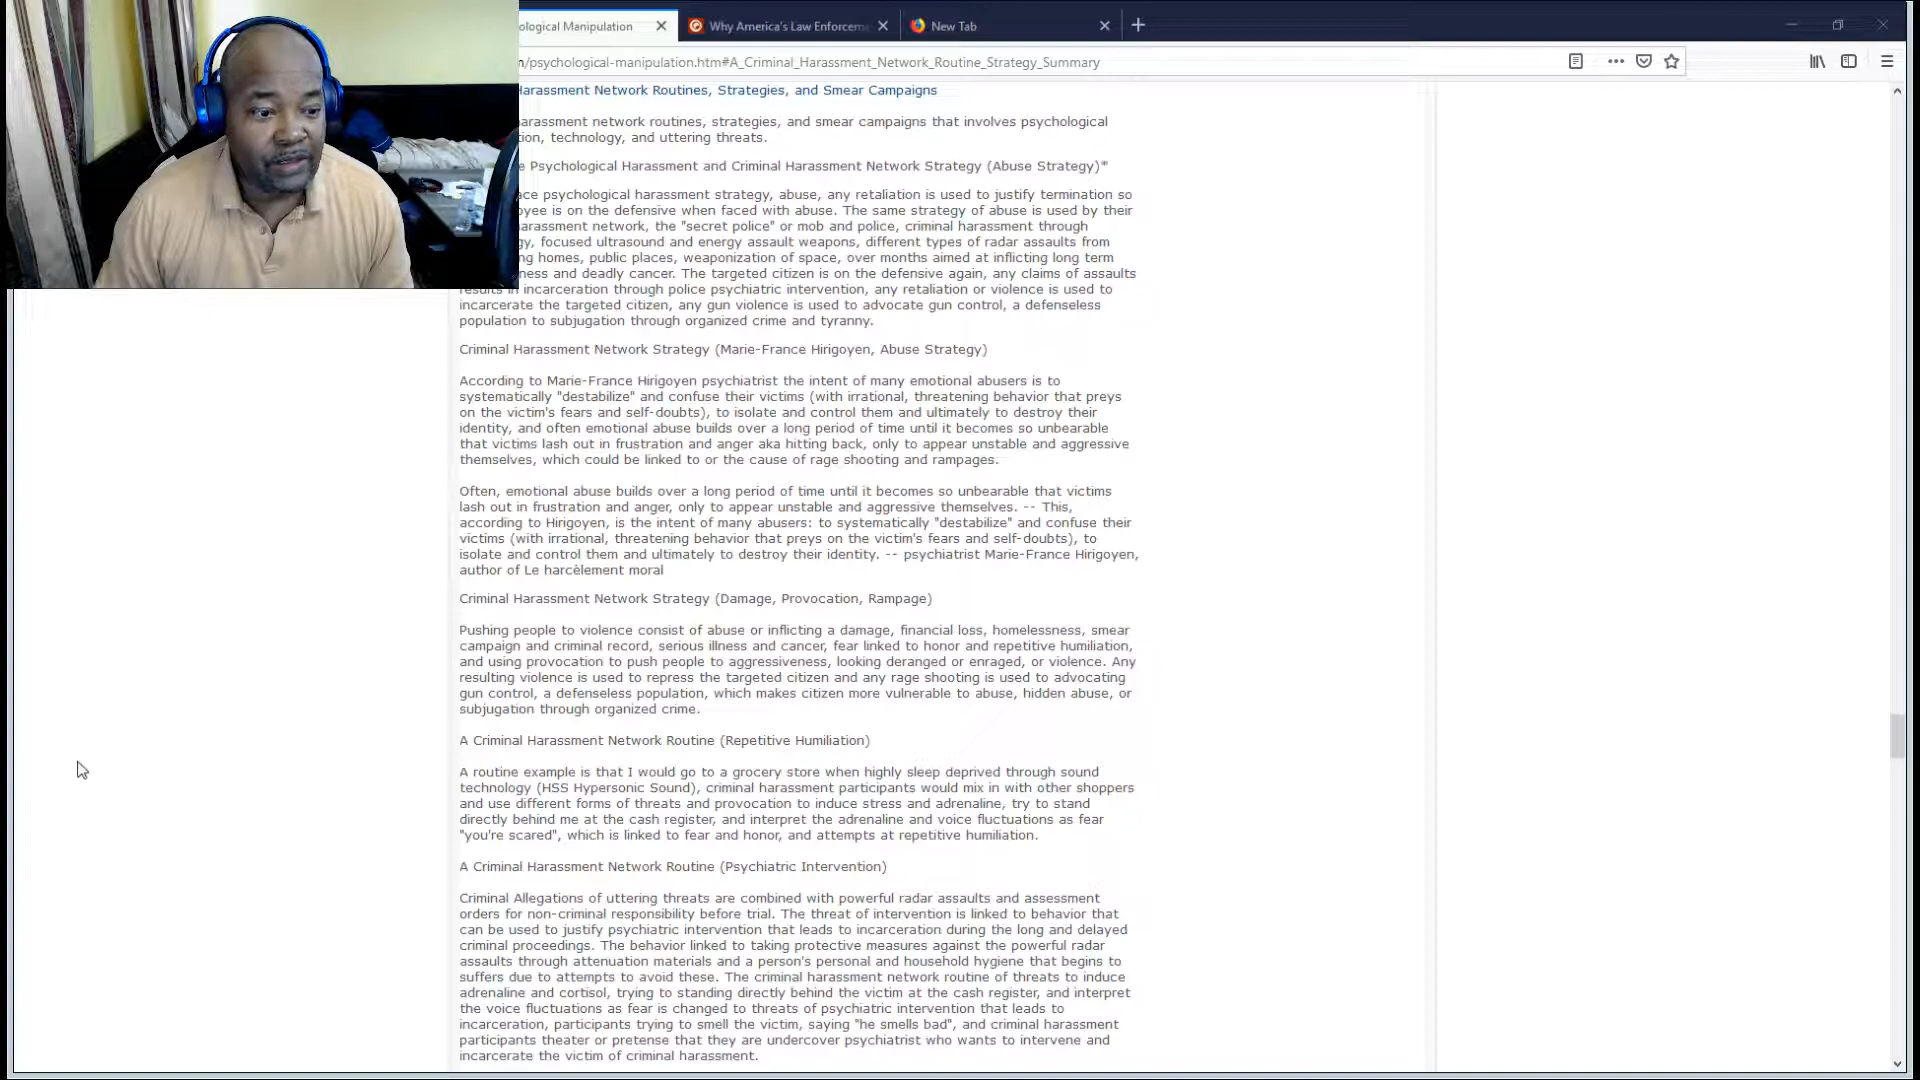 ological Manipulation
Why America's Law Enforceme
New Tab
/psychological-manipulation.htm#A_Criminal_Harassment_Network_Routine_Strategy_Summary
Harassment Network Routines, Strategies, and Smear Campaigns
arassment network routines, strategies, and smear campaigns that involves psychological
ion, technology, and uttering threats.
e Psychological Harassment and Criminal Harassment Network Strategy (Abuse Strategy)*
ace psychological harassment strategy, abuse, any retaliation is used to justify termination so
oyee is on the defensive when faced with abuse. The same strategy of abuse is used by their
arassment network, the "secret police" or mob and police, criminal harassment through
gy, focused ultrasound and energy assault weapons, different types of radar assaults from
ng homes, public places, weaponization of space, over months aimed at inflicting long term
ness and deadly cancer. The targeted citizen is on the defensive again, any claims of assaults
results in incarceration through police psychiatric intervention, any retaliation or violence is used to
incarcerate the targeted citizen, any gun violence is used to advocate gun control, a defenseless
population to subjugation through organized crime and tyranny.
Criminal Harassment Network Strategy (Marie-France Hirigoyen, Abuse Strategy)
According to Marie-France Hirigoyen psychiatrist the intent of many emotional abusers is to
systematically "destabilize" and confuse their victims (with irrational, threatening behavior that preys
on the victim's fears and self-doubts), to isolate and control them and ultimately to destroy their
identity, and often emotional abuse builds over a long period of time until it becomes so unbearable
that victims lash out in frustration and anger aka hitting back, only to appear unstable and aggressive
themselves, which could be linked to or the cause of rage shooting and rampages.
Often, emotional abuse builds over a long period of time until it becomes so unbearable that victims
lash out in frustration and anger, only to appear unstable and aggressive themselves. -- This,
according to Hirigoyen, is the intent of many abusers: to systematically "destabilize" and confuse their
victims (with irrational, threatening behavior that preys on the victim's fears and self-doubts), to
isolate and control them and ultimately to destroy their identity. -- psychiatrist Marie-France Hirigoyen,
author of Le harcèlement moral
Criminal Harassment Network Strategy (Damage, Provocation, Rampage)
Pushing people to violence consist of abuse or inflicting a damage, financial loss, homelessness, smear
campaign and criminal record, serious illness and cancer, fear linked to honor and repetitive humiliation,
and using provocation to push people to aggressiveness, looking deranged or enraged, or violence. Any
resulting violence is used to repress the targeted citizen and any rage shooting is used to advocating
gun control, a defenseless population, which makes citizen more vulnerable to abuse, hidden abuse, or
subjugation through organized crime.
A Criminal Harassment Network Routine (Repetitive Humiliation)
A routine example is that I would go to a grocery store when highly sleep deprived through sound
technology (HSS Hypersonic Sound), criminal harassment participants would mix in with other shoppers
and use different forms of threats and provocation to induce stress and adrenaline, try to stand
directly behind me at the cash register, and interpret the adrenaline and voice fluctuations as fear
"you're scared", which is linked to fear and honor, and attempts at repetitive humiliation.
A Criminal Harassment Network Routine (Psychiatric Intervention)
Criminal Allegations of uttering threats are combined with powerful radar assaults and assessment
orders for non-criminal responsibility before trial. The threat of intervention is linked to behavior that
can be used to justify psychiatric intervention that leads to incarceration during the long and delayed
criminal proceedings. The behavior linked to taking protective measures against the powerful radar
assaults through attenuation materials and a person's personal and household hygiene that begins to
suffers due to attempts to avoid these. The criminal harassment network routine of threats to induce
adrenaline and cortisol, trying to standing directly behind the victim at the cash register, and interpret
the voice fluctuations as fear is changed to threats of psychiatric intervention that leads to
incarceration, participants trying to smell the victim, saying "he smells bad", and criminal harassment
participants theater or pretense that they are undercover psychiatrist who wants to intervene and
incarcerate the victim of criminal harassment.